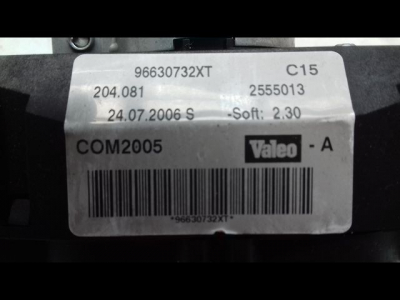 96630732XT C15
204.081 2555013
24.07.2006 S -Soft: 2.30
COM2005 Valeo - A
*96630732XT*